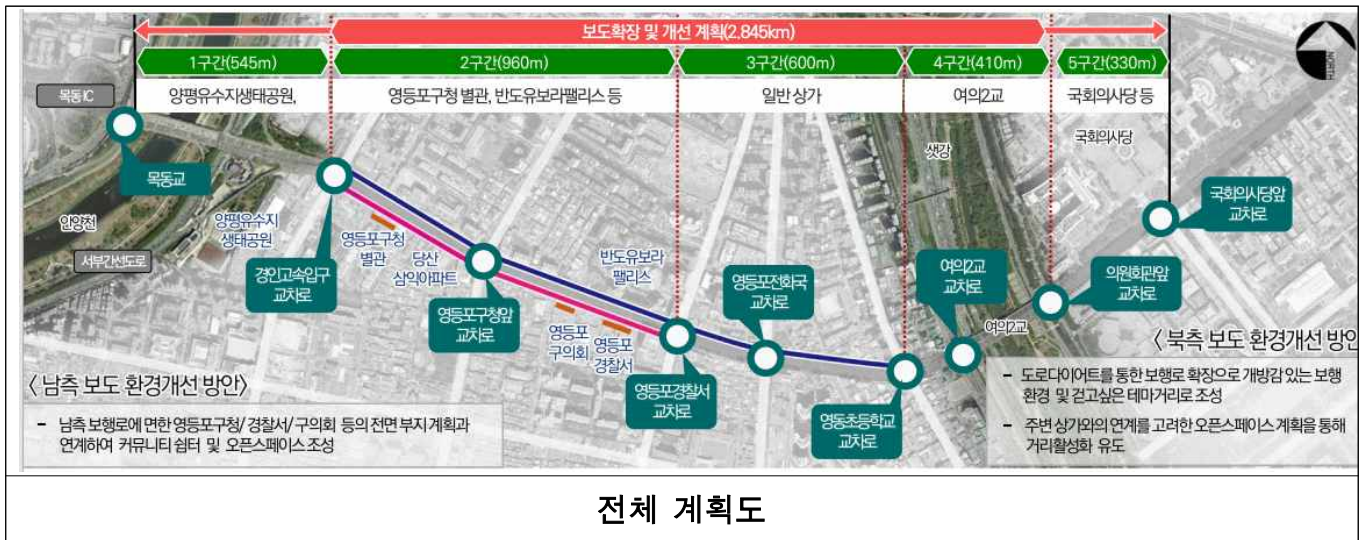 보도확장 및 개선 계획(2.845km)
1구간(545m)
2구간(960m)
3구간(600m)
4구간(410m)
5구간(330m)
양평유수지생태공원,
영등포구청 별관, 반도유보라팰리스 등
일반 상가
여의2교
국회의사당 등
NORTH
목동IC
목동교
안양천
서부간선도로
양평유수지
생태공원
경인고속입구
교차로
영등포구청
별관
당산
삼익아파트
영등포구청앞
교차로
반도유보라
팰리스
영등포
구의회
영등포
경찰서
영등포경찰서
교차로
영등포전화국
교차로
영동초등학교
교차로
샛강
여의2교
교차로
여의2교
의원회관앞
교차로
국회의사당
국회의사당앞
교차로
〈남측 보도 환경개선 방안〉
- 남측 보행로에 면한 영등포구청/ 경찰서/ 구의회 등의 전면 부지 계획과
연계하여 커뮤니티 쉼터 및 오픈스페이스 조성
〈북측 보도 환경개선 방안
- 도로다이어트를 통한 보행로 확장으로 개방감 있는 보행
환경 및 걷고싶은 테마거리로 조성
- 주변 상가와의 연계를 고려한 오픈스페이스 계획을 통해
거리활성화 유도
전체 계획도